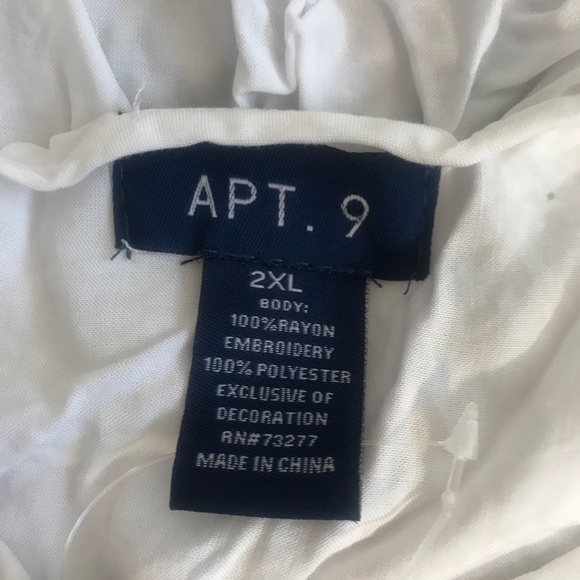 APT. 9
2XL
BODY:
100%RAYON
EMBROIDERY
100% POLYESTER
EXCLUSIVE OF
DECORATION
RN#73277
MADE IN CHINA